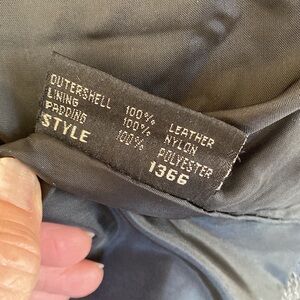 OUTERSHELL 100% LEATHER
LINING 100% NYLON
PADDING 100% POLYESTER
STYLE 1366